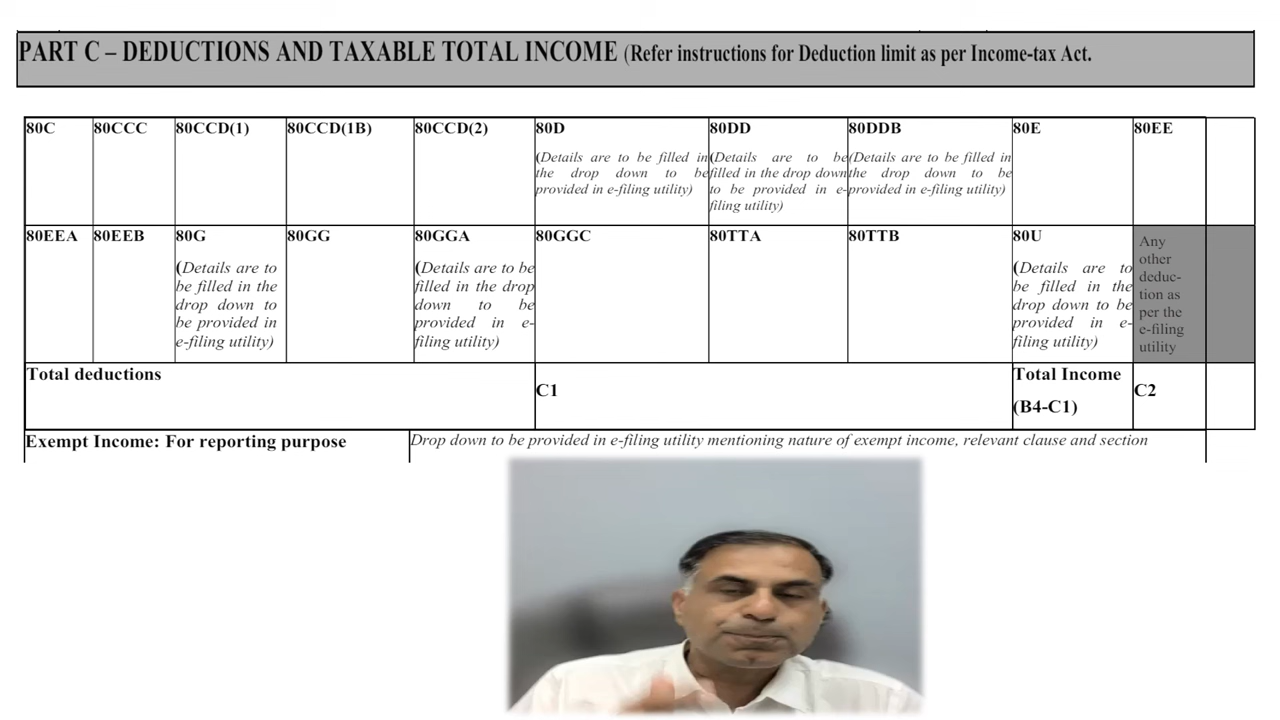 PART C – DEDUCTIONS AND TAXABLE TOTAL INCOME (Refer instructions for Deduction limit as per Income-tax Act.
80C
80CCC
80CCD(1)
80CCD(1B)
80CCD(2)
80D
(Details are to be filled in
the drop down to be
provided in e-filing utility)
80DD
(Details are to be
filled in the drop down
to be provided in e-
filing utility)
80DDB
(Details are to be filled in
the drop down to be
provided in e-filing utility)
80E
80EE
80EEA
80EEB
80G
(Details are to
be filled in the
drop down to
be provided in
e-filing utility)
80GG
80GGA
(Details are to be
filled in the drop
down to be
provided in e-
filing utility)
80GGC
80TTA
80TTB
80U
(Details are to
be filled in the
drop down to be
provided in e-
filing utility)
Any
other
deduc-
tion as
per the
e-filing
utility
Total deductions
C1
Total Income
(B4-C1)
C2
Exempt Income: For reporting purpose
Drop down to be provided in e-filing utility mentioning nature of exempt income, relevant clause and section